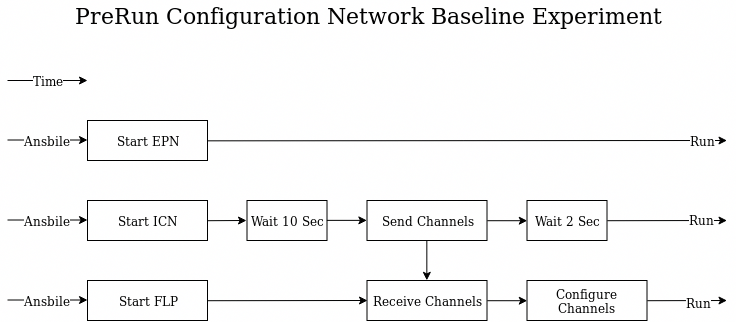 PreRun Configuration Network Baseline Experiment
Time
Ansbile Start EPN Run
Ansbile Start ICN Wait 10 Sec Send Channels Wait 2 Sec Run
Ansbile Start FLP Receive Channels Configure Channels Run